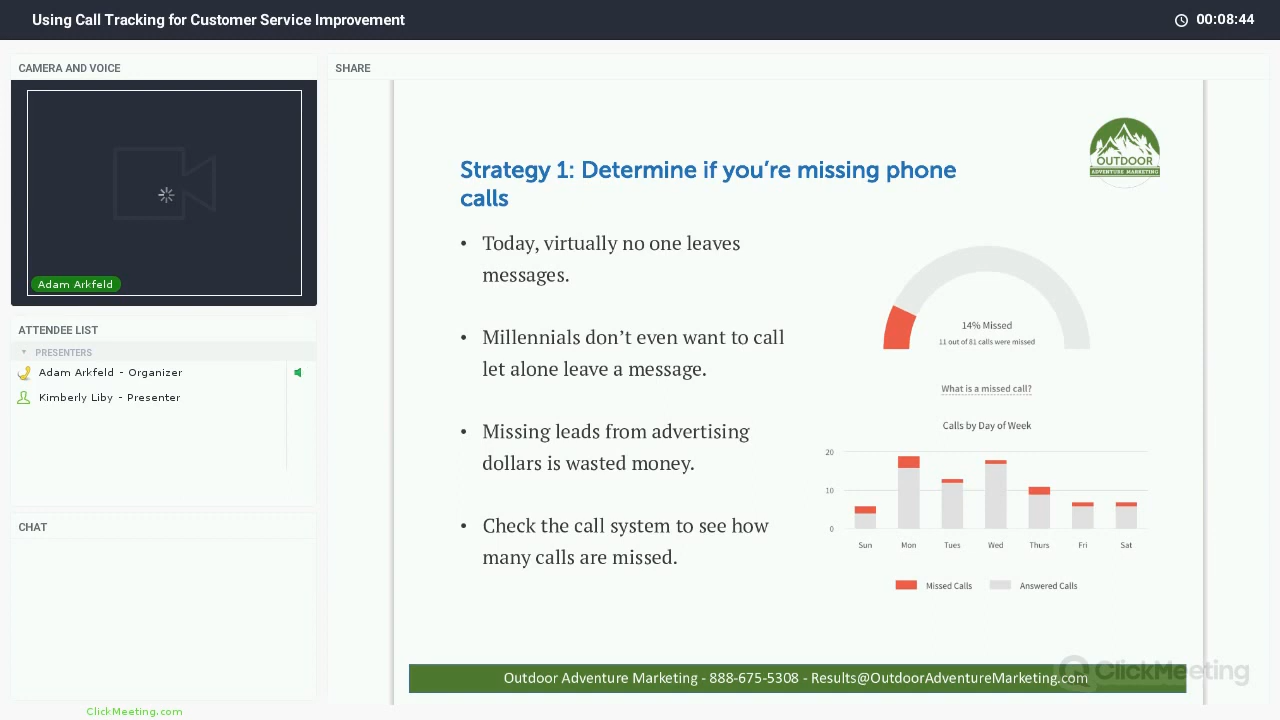 Using Call Tracking for Customer Service Improvement
00:08:44
CAMERA AND VOICE
Adam Arkfeld
ATTENDEE LIST
PRESENTERS
Adam Arkfeld - Organizer
Kimberly Liby - Presenter
CHAT
ClickMeeting.com
SHARE
OUTDOOR
ADVENTURE MARKETING
Strategy 1: Determine if you’re missing phone
calls
• Today, virtually no one leaves
messages.
• Millennials don’t even want to call
let alone leave a message.
• Missing leads from advertising
dollars is wasted money.
• Check the call system to see how
many calls are missed.
14% Missed
11 out of 81 calls were missed
What is a missed call?
Calls by Day of Week
20
10
0
Sun Mon Tues Wed Thurs Fri Sat
Missed Calls Answered Calls
Outdoor Adventure Marketing - 888-675-5308 - Results@OutdoorAdventureMarketing.com
ClickMeeting